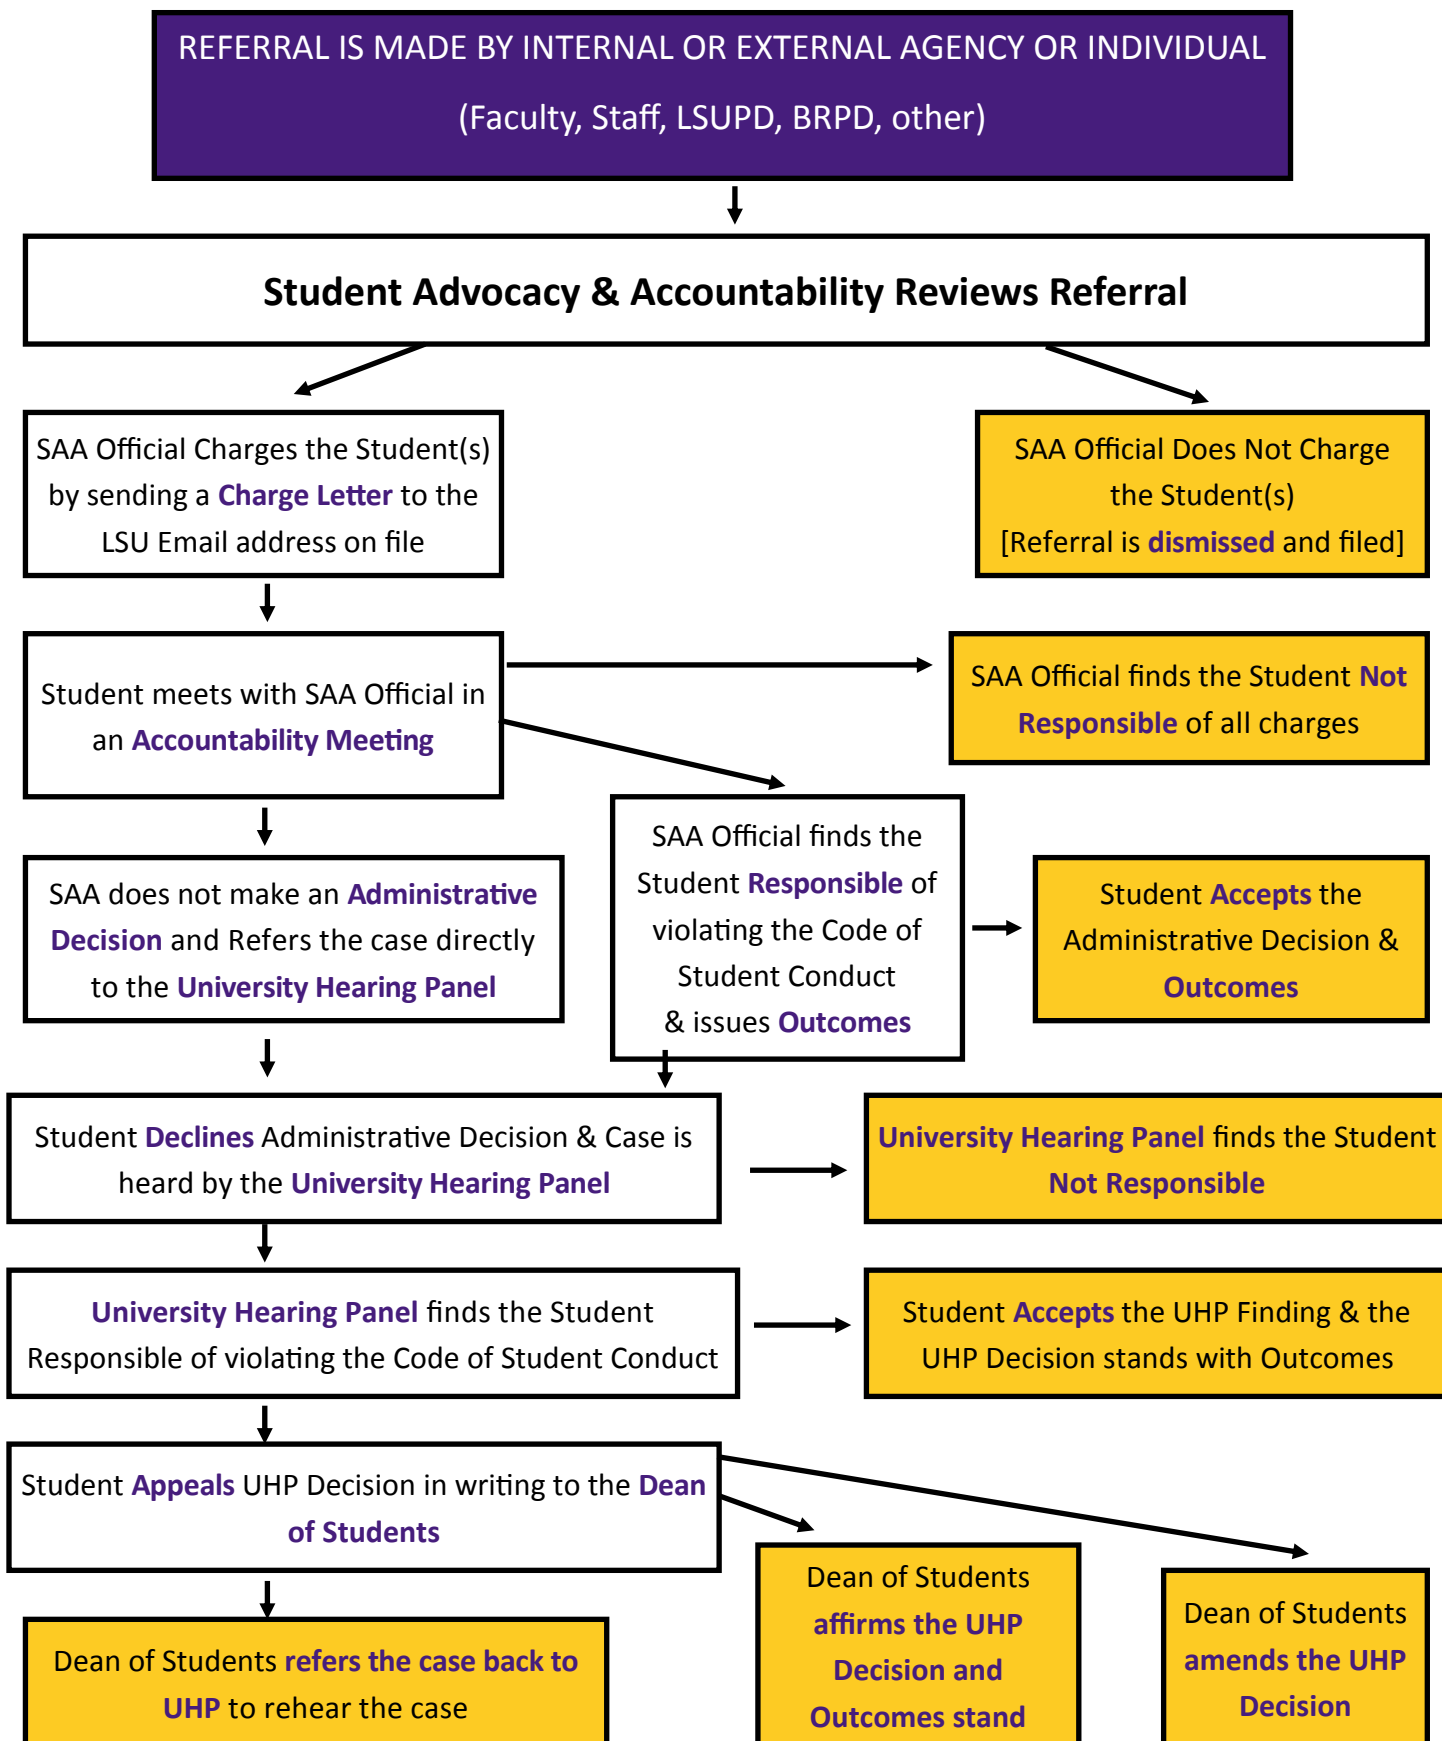 REFERRAL IS MADE BY INTERNAL OR EXTERNAL AGENCY OR INDIVIDUAL
(Faculty, Staff, LSUPD, BRPD, other)
Student Advocacy & Accountability Reviews Referral
SAA Official Charges the Student(s)
by sending a Charge Letter to the
LSU Email address on file
SAA Official Does Not Charge
the Student(s)
[Referral is dismissed and filed]
Student meets with SAA Official in
an Accountability Meeting
SAA Official finds the Student Not
Responsible of all charges
SAA does not make an Administrative
Decision and Refers the case directly
to the University Hearing Panel
SAA Official finds the
Student Responsible of
violating the Code of
Student Conduct
& issues Outcomes
Student Accepts the
Administrative Decision &
Outcomes
Student Declines Administrative Decision & Case is
heard by the University Hearing Panel
University Hearing Panel finds the Student
Not Responsible
University Hearing Panel finds the Student
Responsible of violating the Code of Student Conduct
Student Accepts the UHP Finding & the
UHP Decision stands with Outcomes
Student Appeals UHP Decision in writing to the Dean
of Students
Dean of Students refers the case back to
UHP to rehear the case
Dean of Students
affirms the UHP
Decision and
Outcomes stand
Dean of Students
amends the UHP
Decision